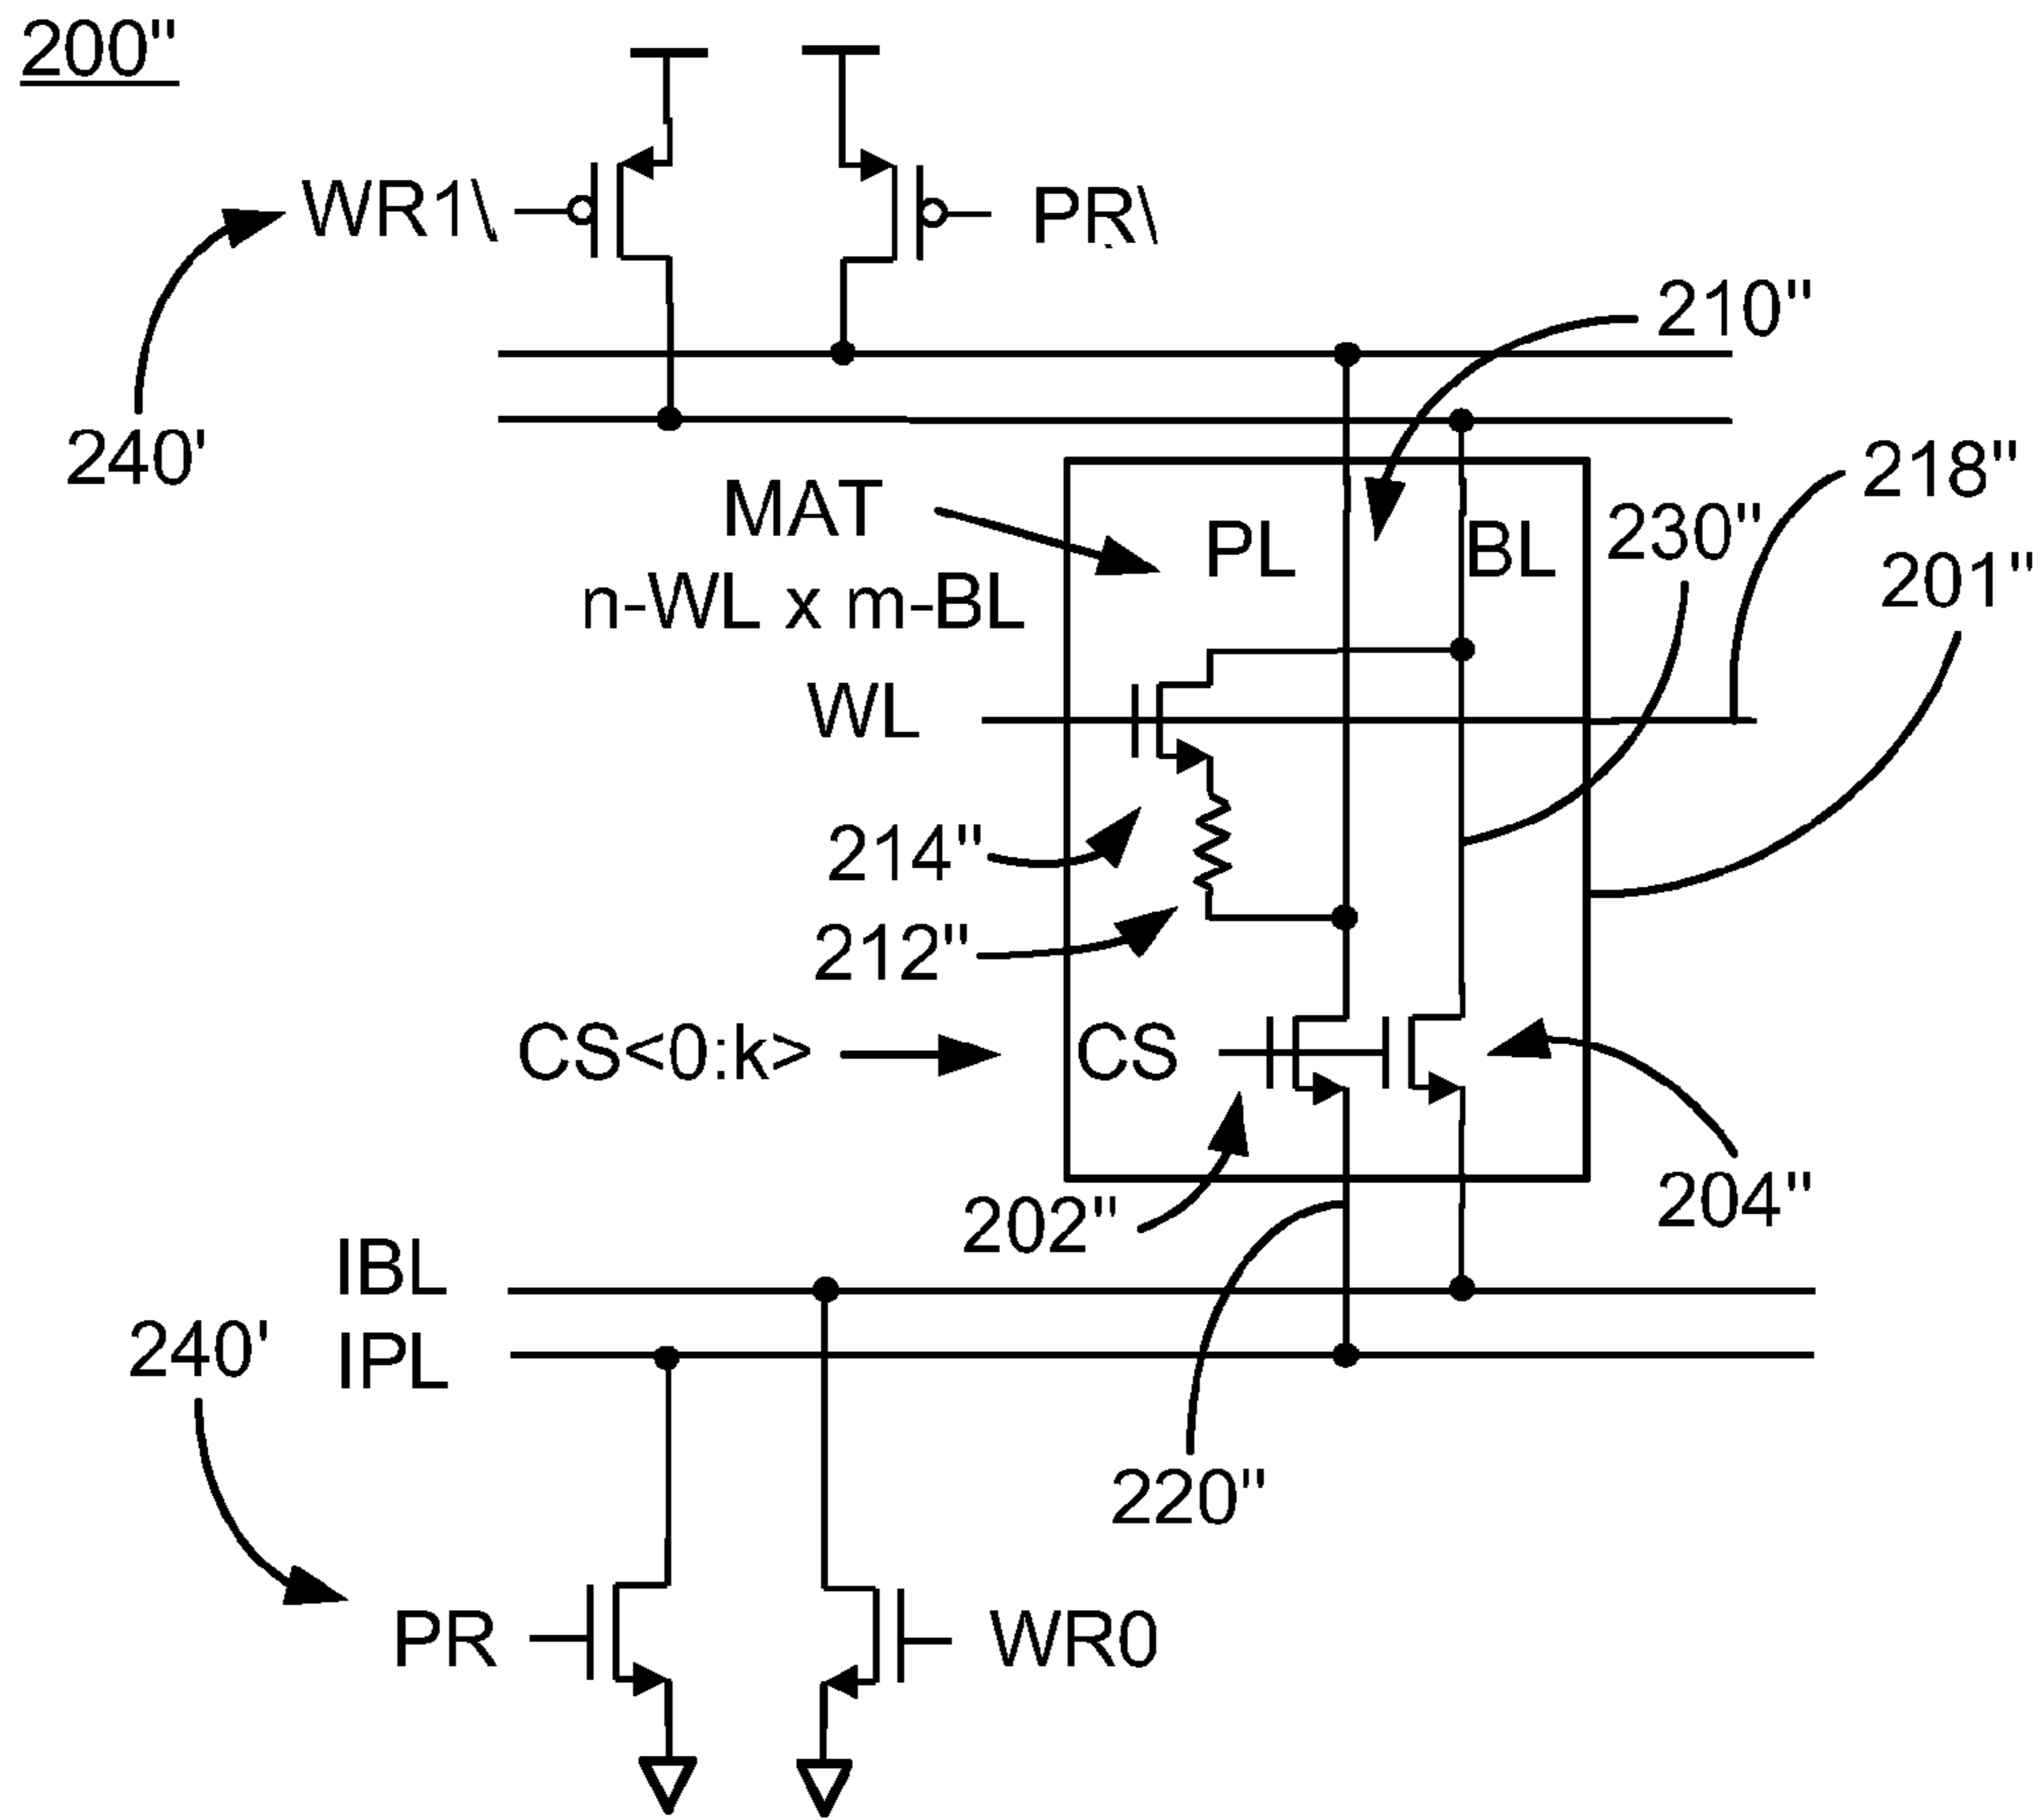 200"
WR1\
PR\
210"
240'
218"
MAT
n-WL x m-BL
PL
BL
230"
201"
WL
214"
212"
CS<0:k>
CS
202"
204"
IBL
IPL
240'
220"
PR
WR0